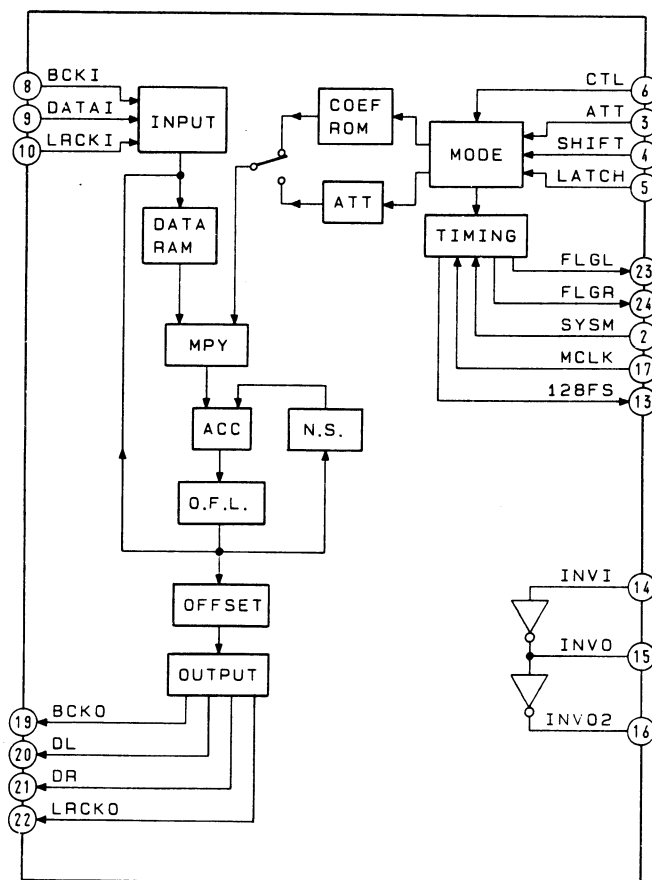 8 BCKI
9 DATAI
10 LRCKI
INPUT
COEF
ROM
MODE
CTL 6
ATT 3
SHIFT 4
LATCH 5
ATT
DATA
RAM
TIMING
FLGL 23
FLGR 24
SYSM 2
MCLK 17
128FS 13
MPY
ACC
N.S.
O.F.L.
OFFSET
OUTPUT
INVI 14
INVO 15
INVO2 16
19 BCKO
20 DL
21 DR
22 LRCKO